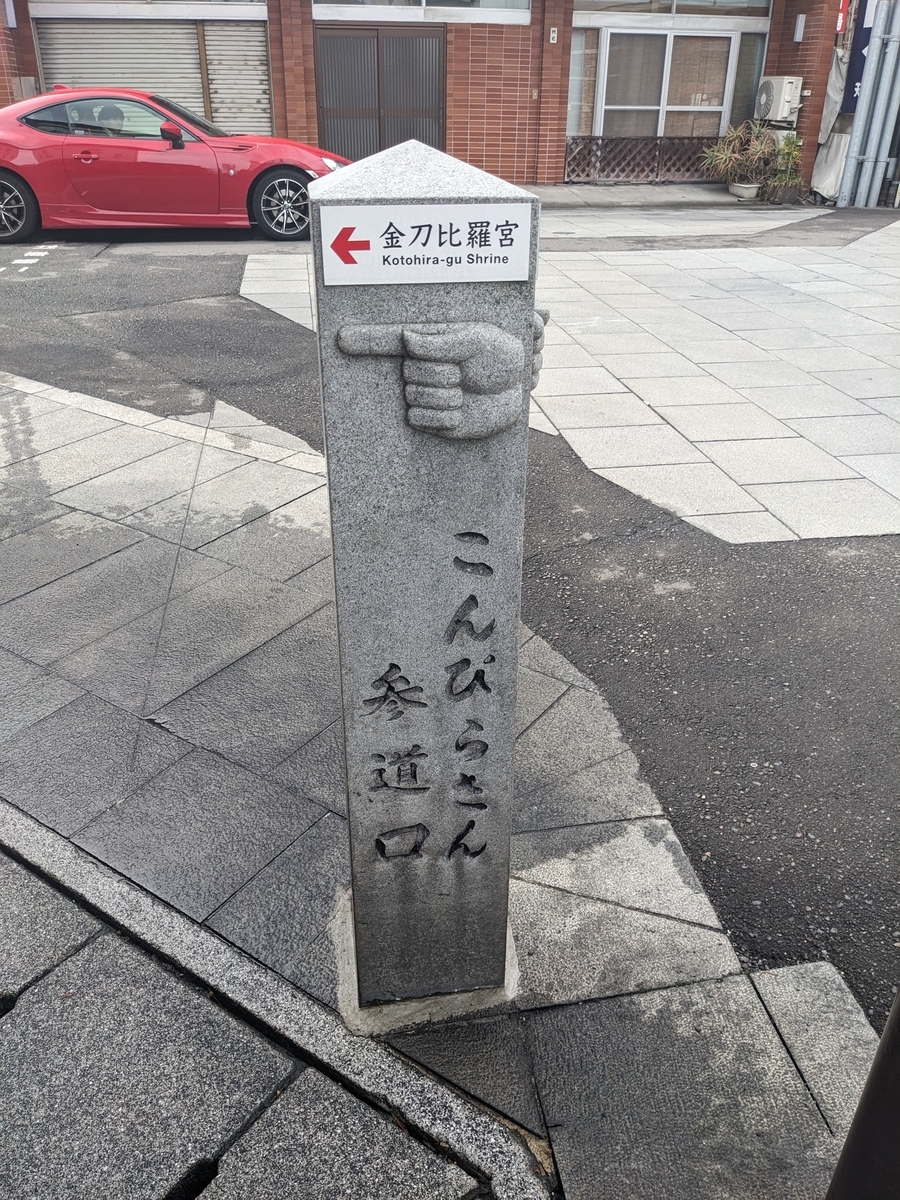 金刀比羅宮
Kotohira-gu Shrine
こんぴらさん
参道口